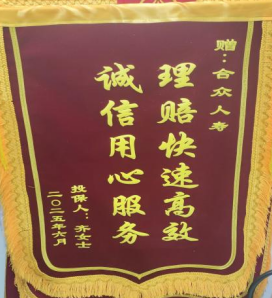 赠：合众人寿
理赔快速高效
诚信用心服务
投保人：齐女士
二〇二五年六月